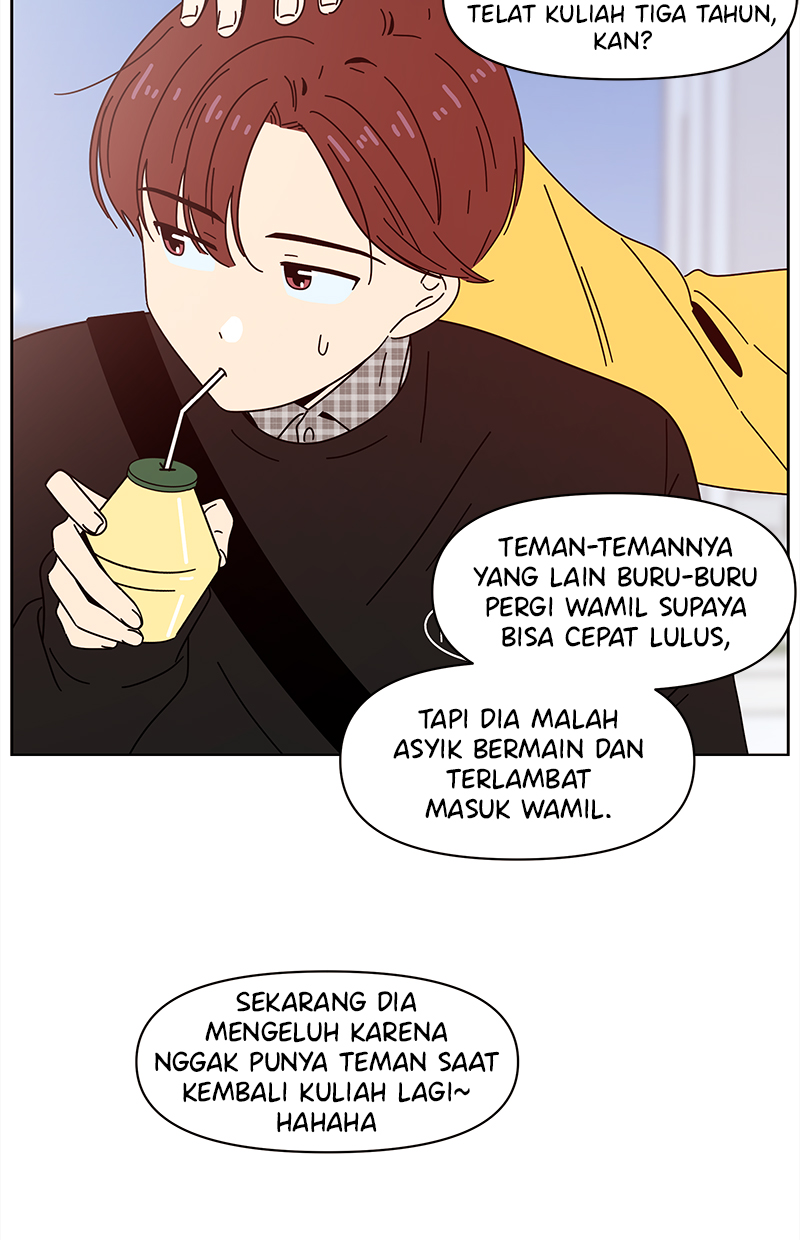 TELAT KULIAH TIGA TAHUN,
KAN?
TEMAN-TEMANNYA
YANG LAIN BURU-BURU
PERGI WAMIL SUPAYA
BISA CEPAT LULUS,
TAPI DIA MALAH
ASYIK BERMAIN DAN
TERLAMBAT
MASUK WAMIL.
SEKARANG DIA
MENGELUH KARENA
NGGAK PUNYA TEMAN SAAT
KEMBALI KULIAH LAGI~
HAHAHA